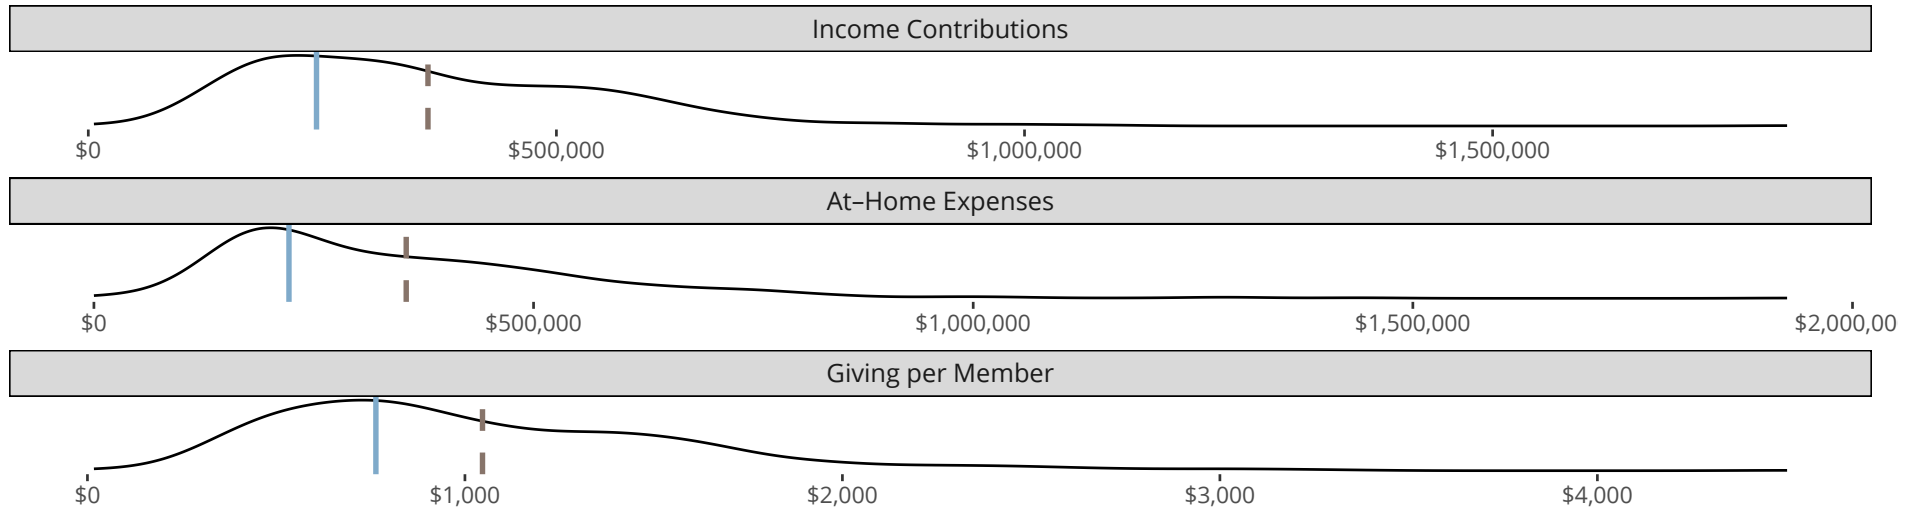 Income Contributions
$0 $500,000 $1,000,000 $1,500,000
At–Home Expenses
$0 $500,000 $1,000,000 $1,500,000 $2,000,00
Giving per Member
$0 $1,000 $2,000 $3,000 $4,000